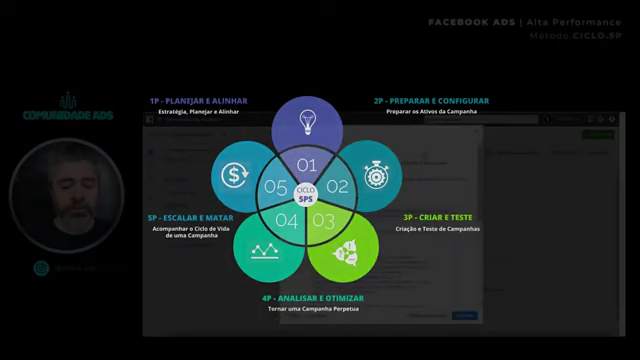 FACEBOOK ADS | Alta Performance
Método CICLO.5P
COMUNIDADE ADS
1P - PLANEJAR E ALINHAR
Estratégia, Planejar e Alinhar
2P - PREPARAR E CONFIGURAR
Preparar os Ativos da Campanha
01
05
02
CICLO
5PS
04
03
5P - ESCALAR E MATAR
Acompanhar o Ciclo de Vida
de uma Campanha
3P - CRIAR E TESTE
Criação e Teste de Campanhas
4P - ANALISAR E OTIMIZAR
Tornar uma Campanha Perpetua